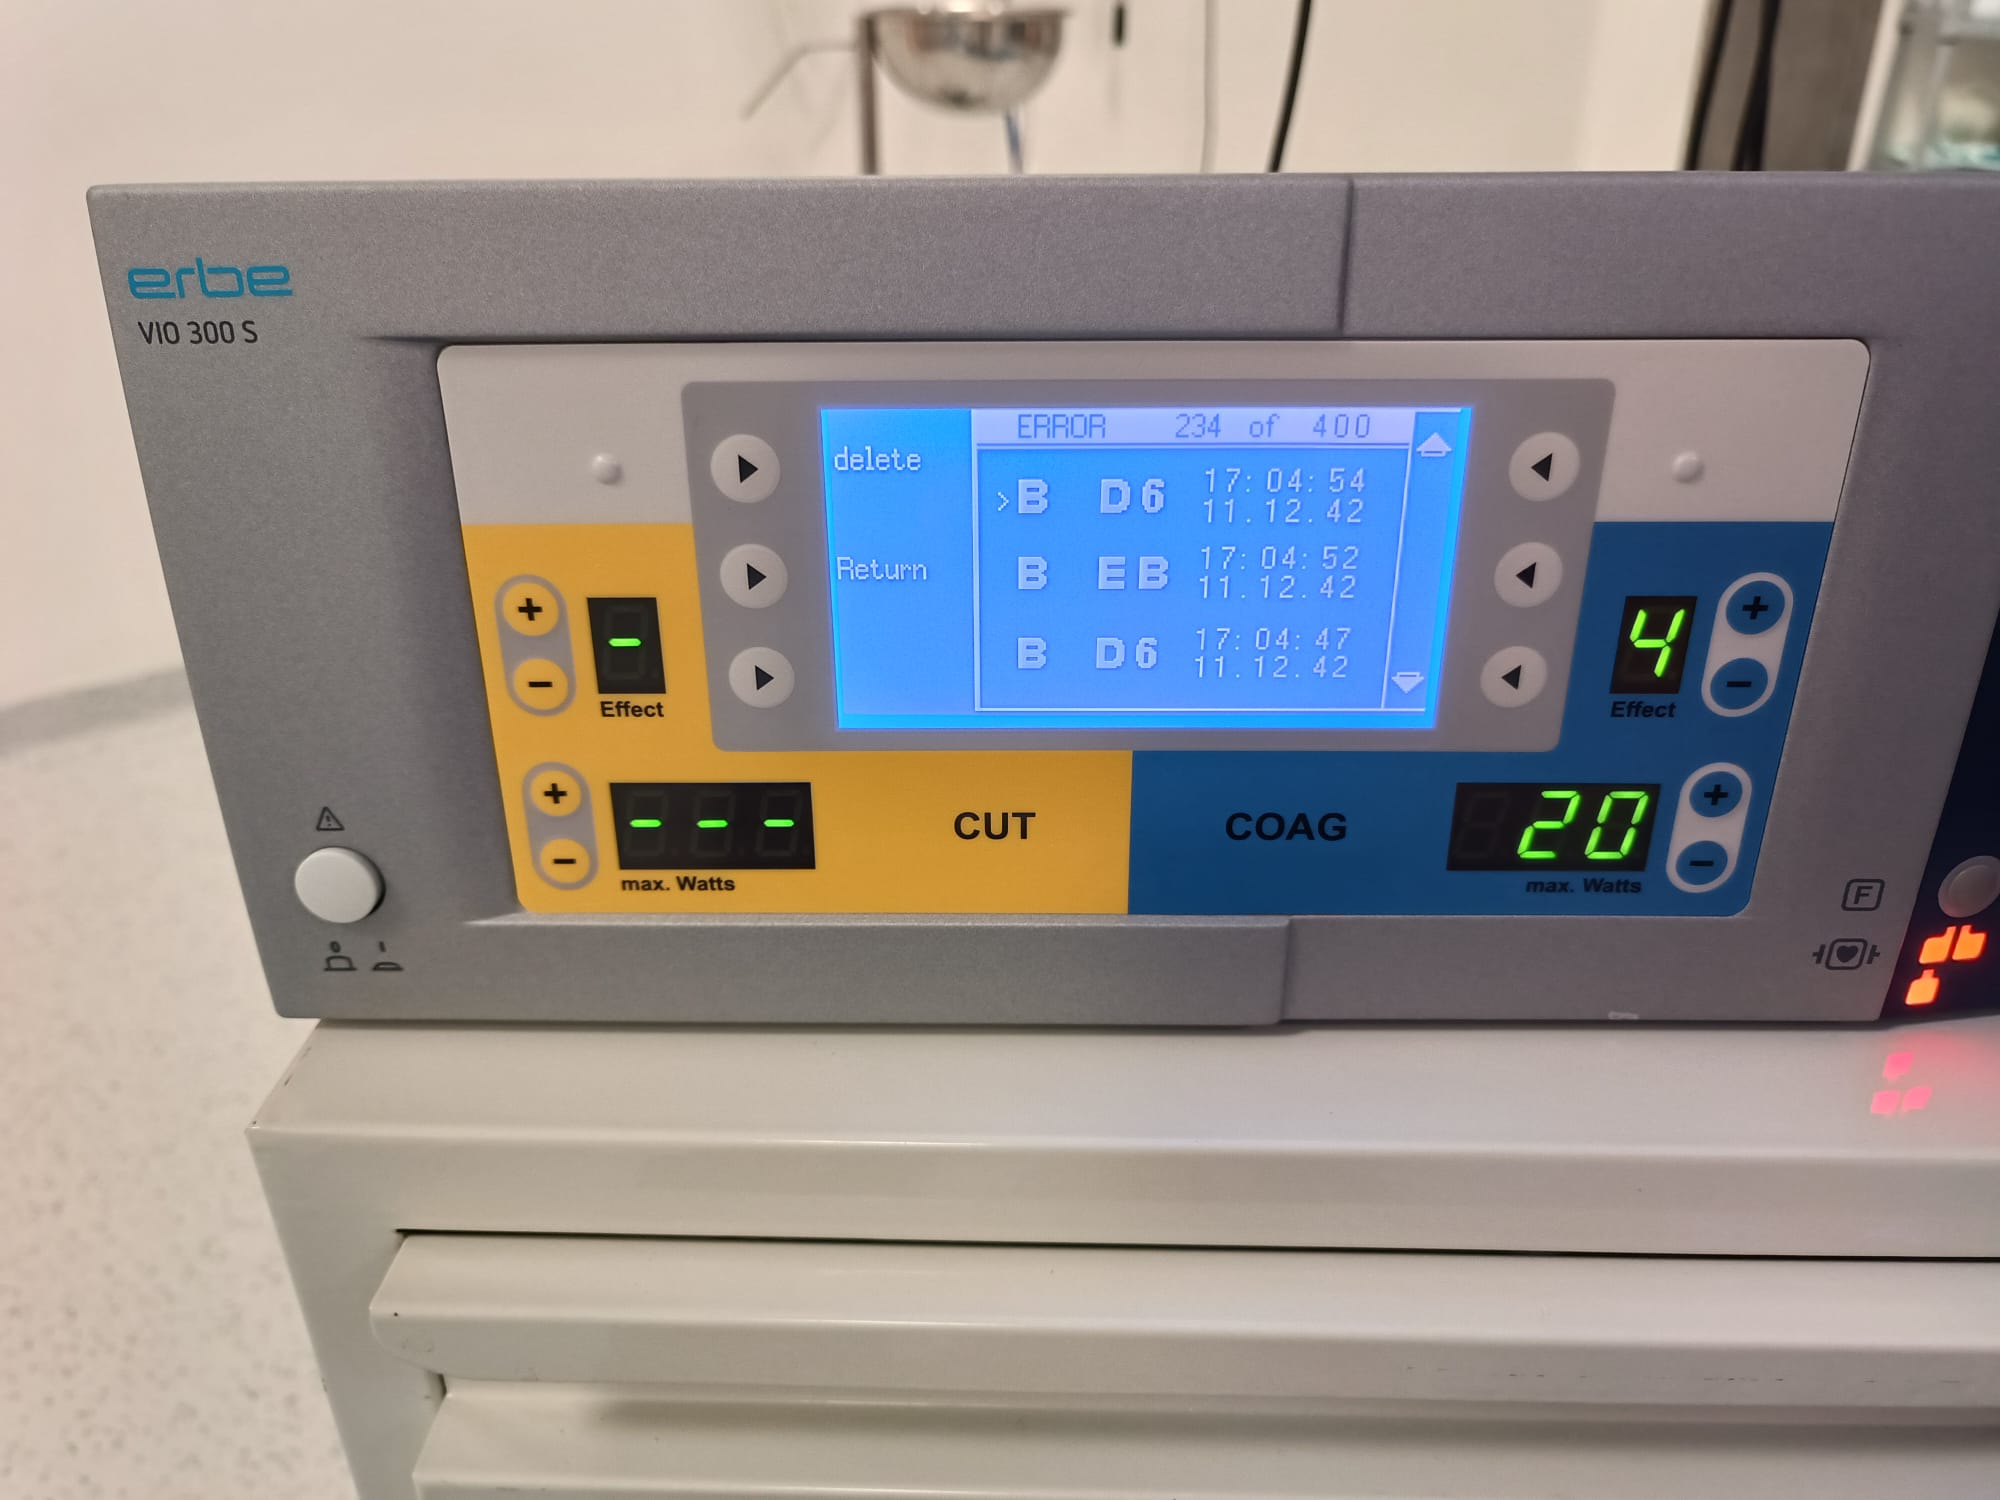 erbe
VIO 300 S
ERROR 234 of 400
delete
>B D6 17:04:54
11.12.42
Return
B EB 17:04:52
11.12.42
B D6 17:04:47
11.12.42
+
-
-
Effect
4
Effect
+
-
+
-
---
max. Watts
CUT
COAG
20
max. Watts
+
-
F
0 I